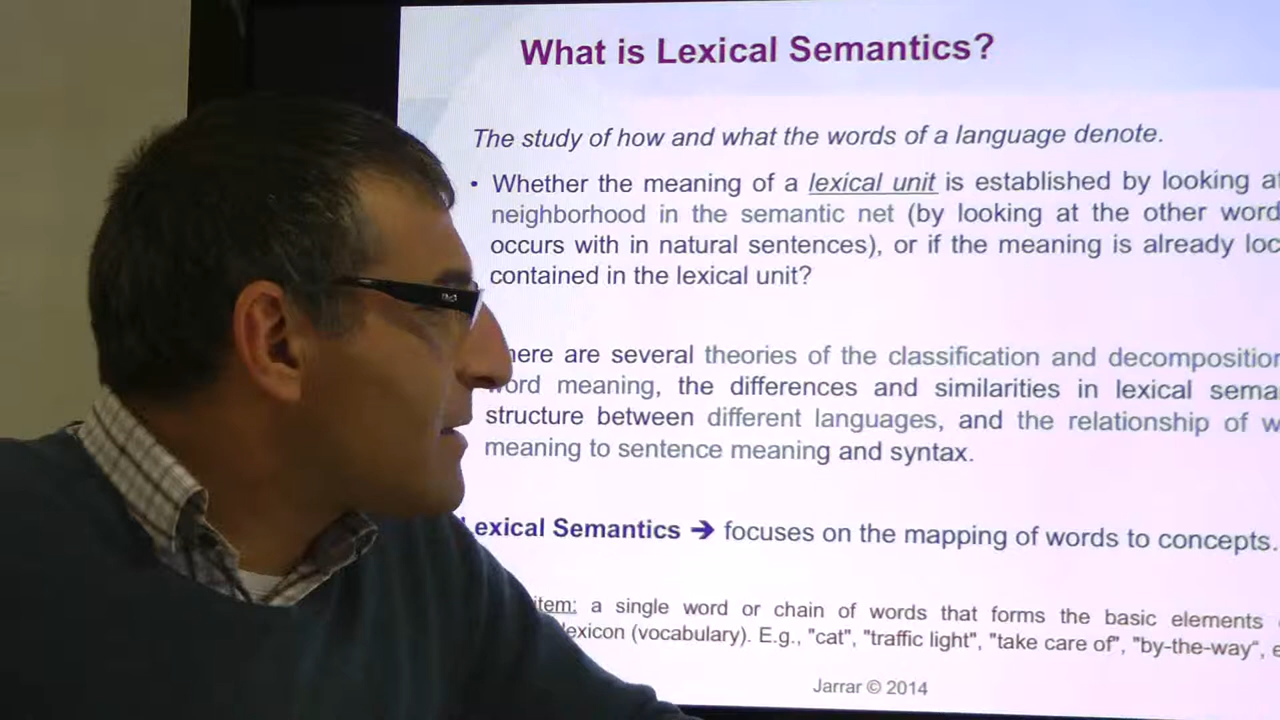 What is Lexical Semantics?
The study of how and what the words of a language denote.
• Whether the meaning of a lexical unit is established by looking at
neighborhood in the semantic net (by looking at the other word
occurs with in natural sentences), or if the meaning is already loc
contained in the lexical unit?
here are several theories of the classification and decomposition
word meaning, the differences and similarities in lexical sema
structure between different languages, and the relationship of w
meaning to sentence meaning and syntax.
Lexical Semantics ➔ focuses on the mapping of words to concepts.
item: a single word or chain of words that forms the basic elements
lexicon (vocabulary). E.g., "cat", "traffic light", "take care of", "by-the-way", e
Jarrar © 2014